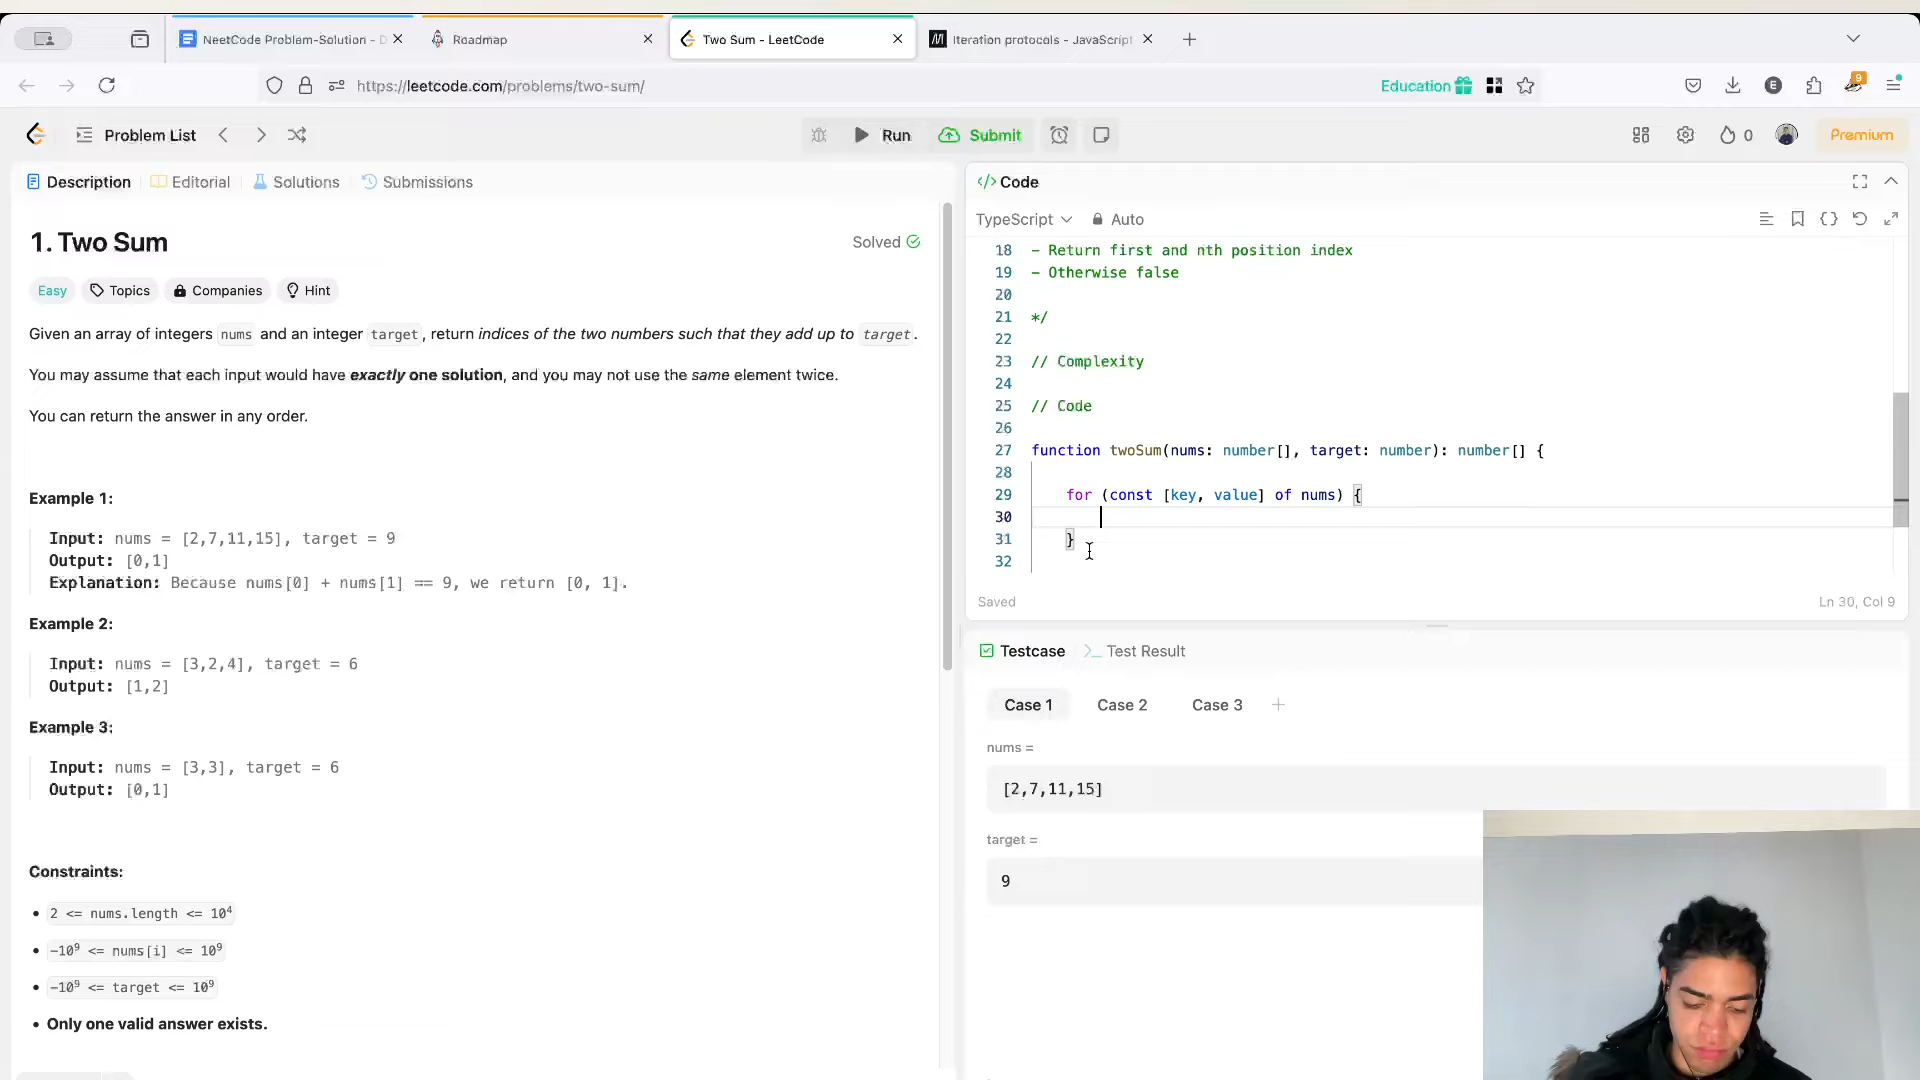 NeetCode Problem-Solution - D
Roadmap
Two Sum - LeetCode
Iteration protocols - JavaScript
https://leetcode.com/problems/two-sum/
Education
E
9
Problem List
Run
Submit
0
Premium
Description
Editorial
Solutions
Submissions
</> Code
TypeScript
Auto
1. Two Sum
Solved
Easy
Topics
Companies
Hint
Given an array of integers nums and an integer target, return indices of the two numbers such that they add up to target.
You may assume that each input would have exactly one solution, and you may not use the same element twice.
You can return the answer in any order.
Example 1:
Input: nums = [2,7,11,15], target = 9
Output: [0,1]
Explanation: Because nums[0] + nums[1] == 9, we return [0, 1].
Example 2:
Input: nums = [3,2,4], target = 6
Output: [1,2]
Example 3:
Input: nums = [3,3], target = 6
Output: [0,1]
Constraints:
• 2 <= nums.length <= 10⁴
• -10⁹ <= nums[i] <= 10⁹
• -10⁹ <= target <= 10⁹
• Only one valid answer exists.
18 - Return first and nth position index
19 - Otherwise false
20
21 */
22
23 // Complexity
24
25 // Code
26
27 function twoSum(nums: number[], target: number): number[] {
28
29 for (const [key, value] of nums) {
30
31 }
32
Saved
Ln 30, Col 9
Testcase
Test Result
Case 1
Case 2
Case 3
nums =
[2,7,11,15]
target =
9